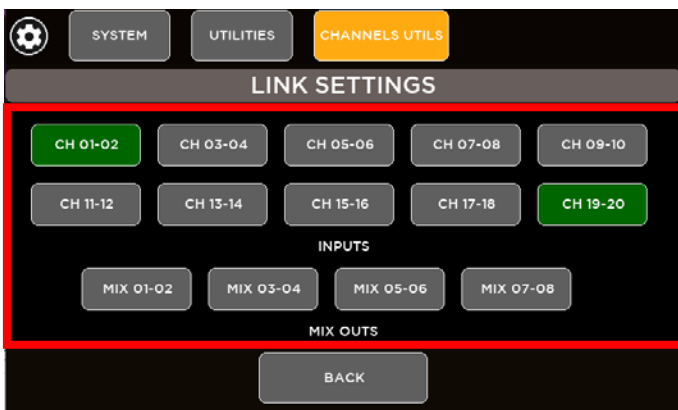 SYSTEM UTILITIES CHANNELS UTILS
LINK SETTINGS
CH 01-02 CH 03-04 CH 05-06 CH 07-08 CH 09-10
CH 11-12 CH 13-14 CH 15-16 CH 17-18 CH 19-20
INPUTS
MIX 01-02 MIX 03-04 MIX 05-06 MIX 07-08
MIX OUTS
BACK